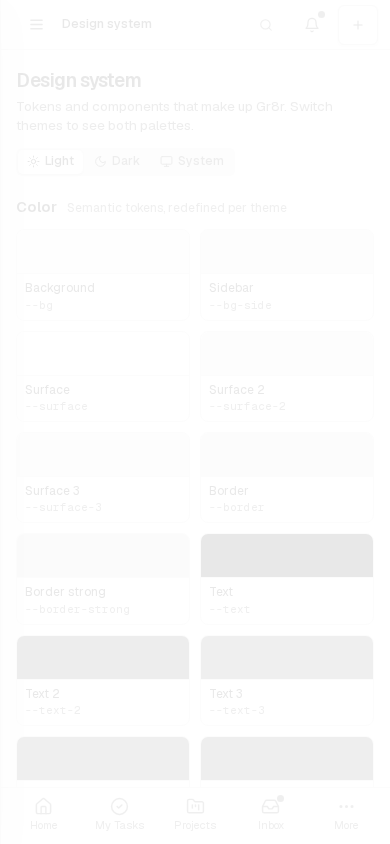 Design system
Design system
Tokens and components that make up Gr8r. Switch
themes to see both palettes.
Light Dark System
Color Semantic tokens, redefined per theme
Background Sidebar
--bg --bg-side
Surface Surface 2
--surface --surface-2
Surface 3 Border
--surface-3 --border
Border strong Text
--border-strong --text
Text 2 Text 3
--text-2 --text-3
Home My Tasks Projects Inbox More